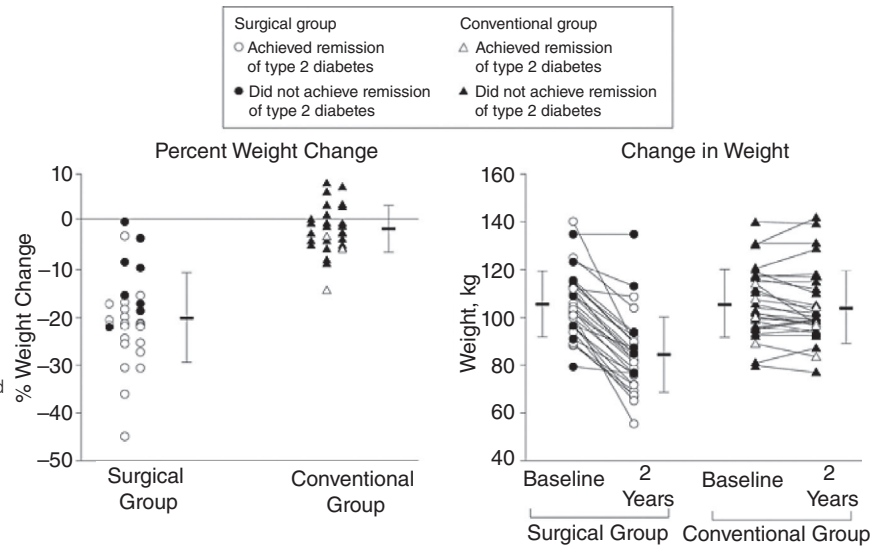 Surgical group
Achieved remission
of type 2 diabetes
Did not achieve remission
of type 2 diabetes
Conventional group
Achieved remission
of type 2 diabetes
Did not achieve remission
of type 2 diabetes
Percent Weight Change
% Weight Change
10
0
–10
–20
–30
–40
–50
Surgical
Group
Conventional
Group
d
Change in Weight
Weight, kg
160
140
120
100
80
60
40
Baseline
2
Years
Baseline
2
Years
Surgical Group
Conventional Group